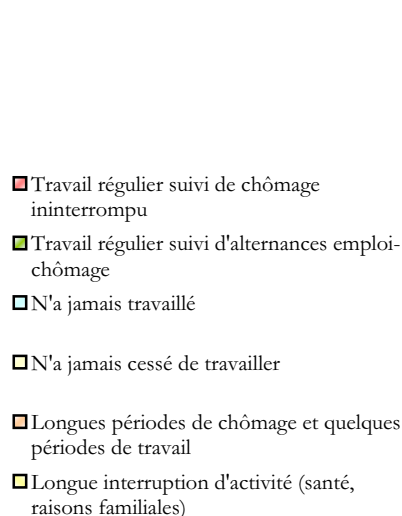 Travail régulier suivi de chômage
ininterrompu
Travail régulier suivi d'alternances emploi-
chômage
N'a jamais travaillé
N'a jamais cessé de travailler
Longues périodes de chômage et quelques
périodes de travail
Longue interruption d'activité (santé,
raisons familiales)